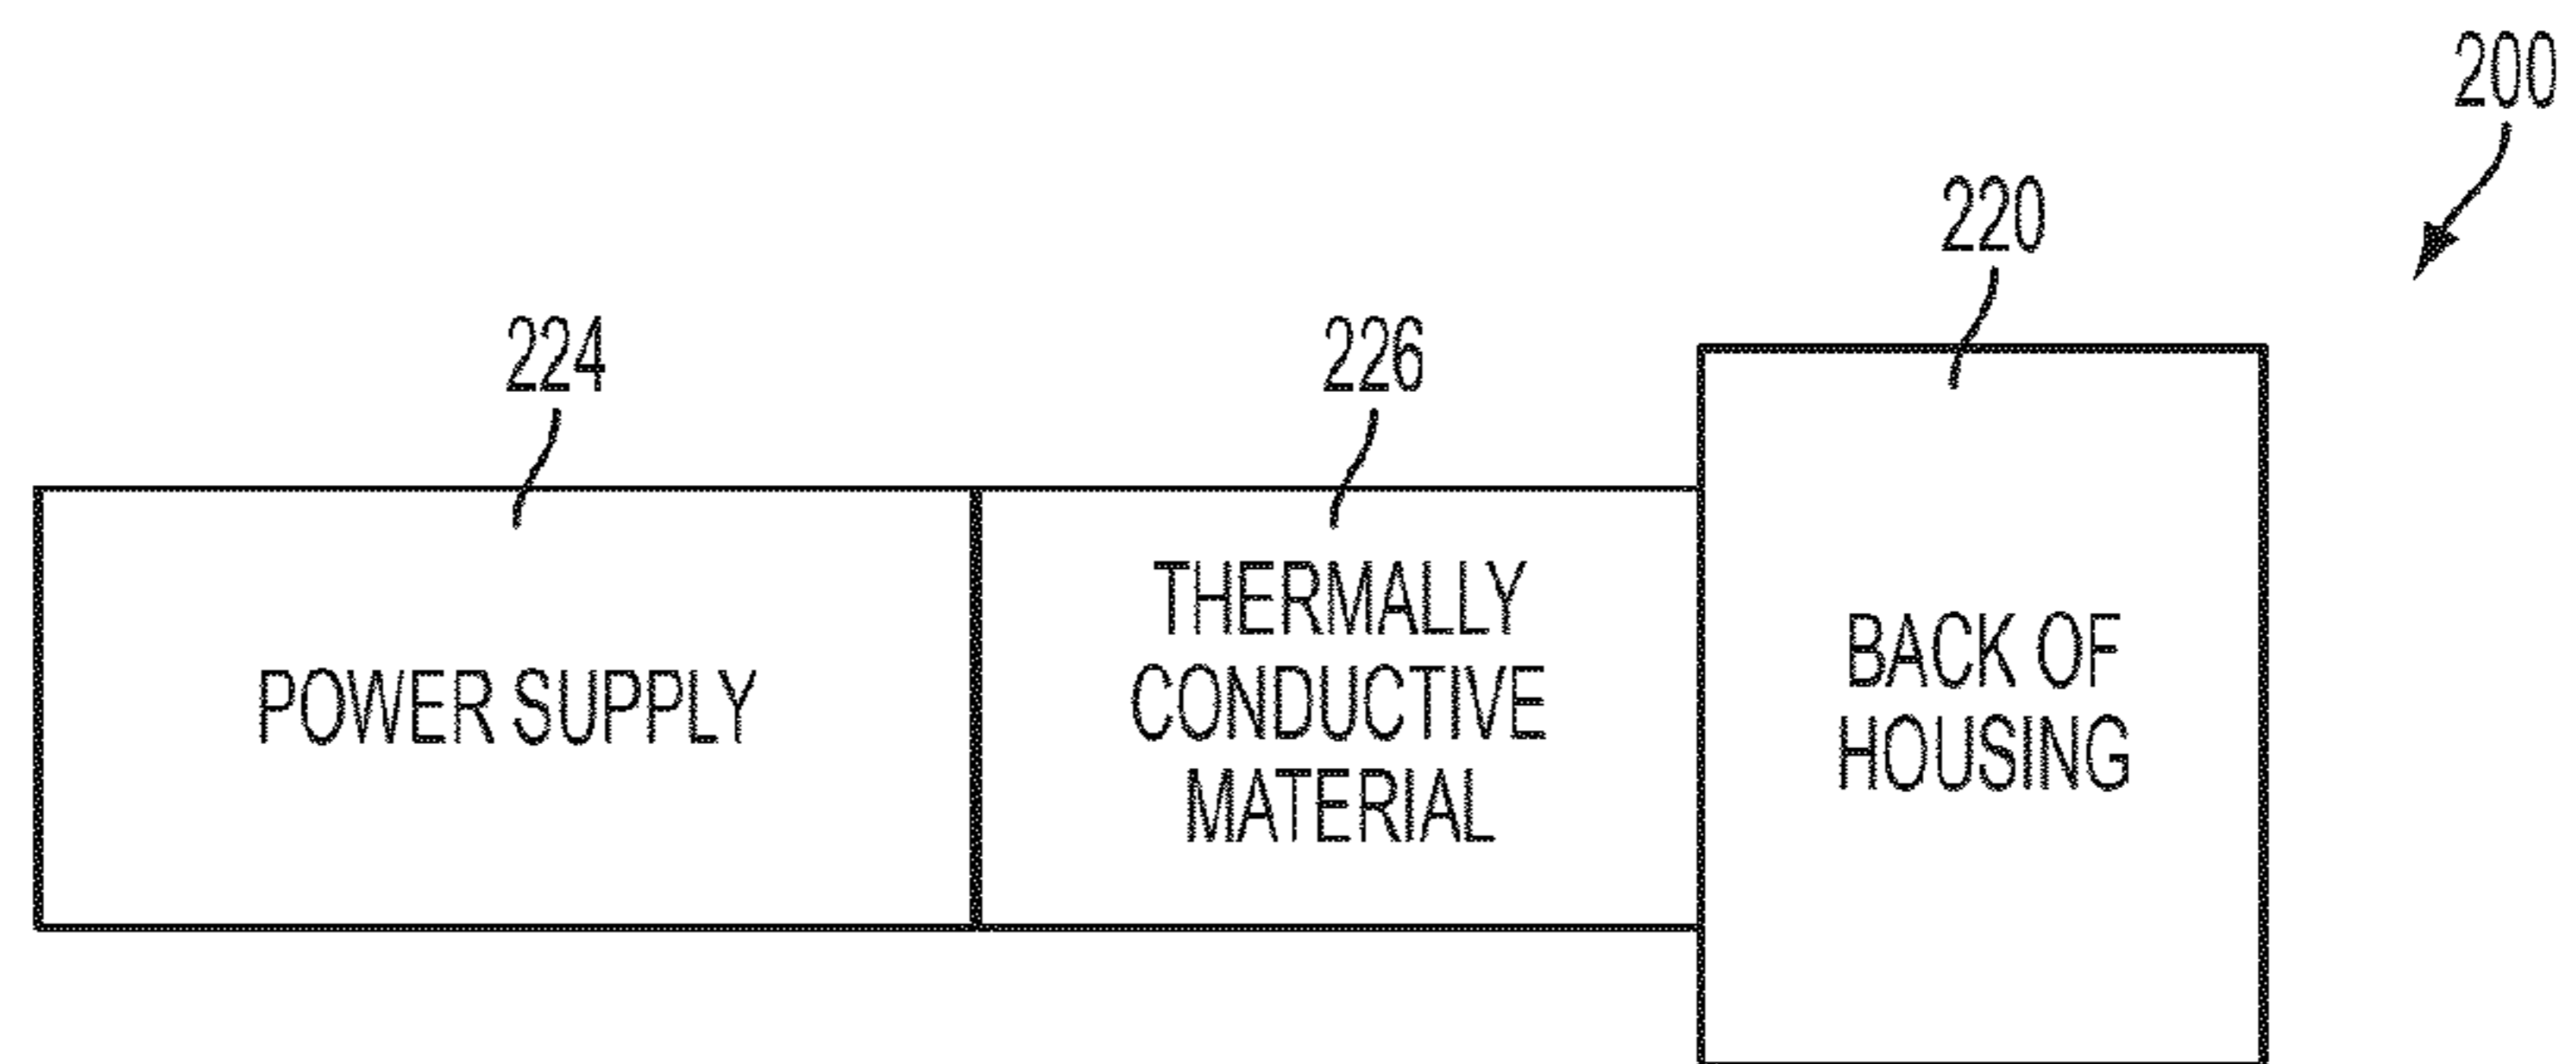 200
220
224
226
POWER SUPPLY
THERMALLY
CONDUCTIVE
MATERIAL
BACK OF
HOUSING